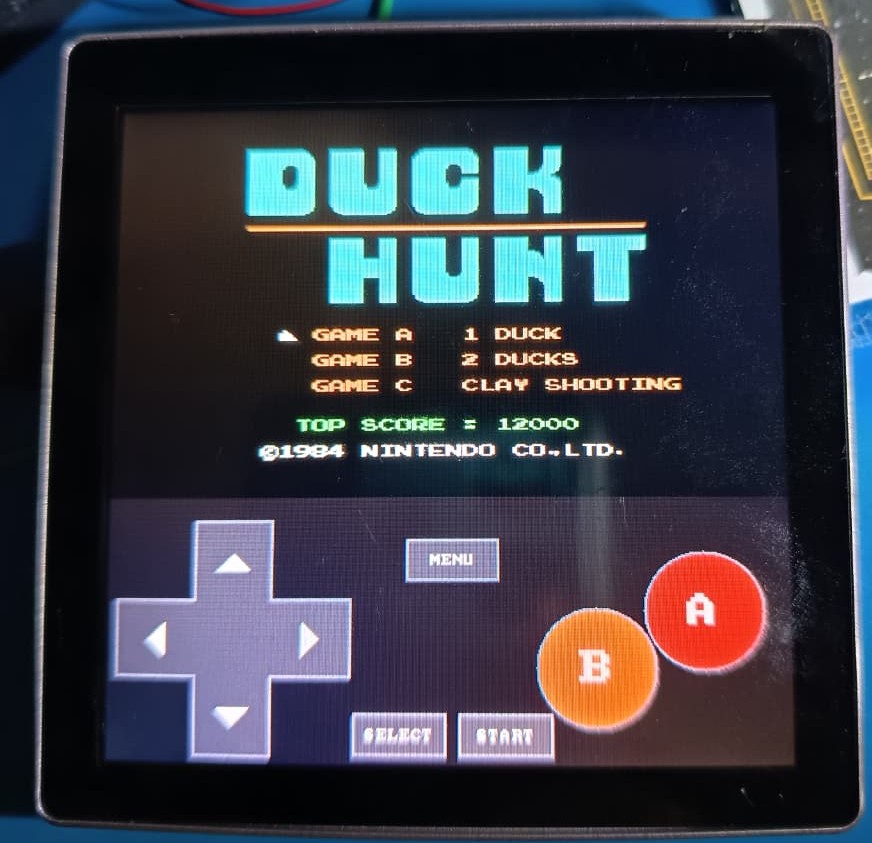 DUCK
HUNT
GAME A 1 DUCK
GAME B 2 DUCKS
GAME C CLAY SHOOTING
TOP SCORE = 12000
©1984 NINTENDO CO.,LTD.
MENU
A
B
SELECT START